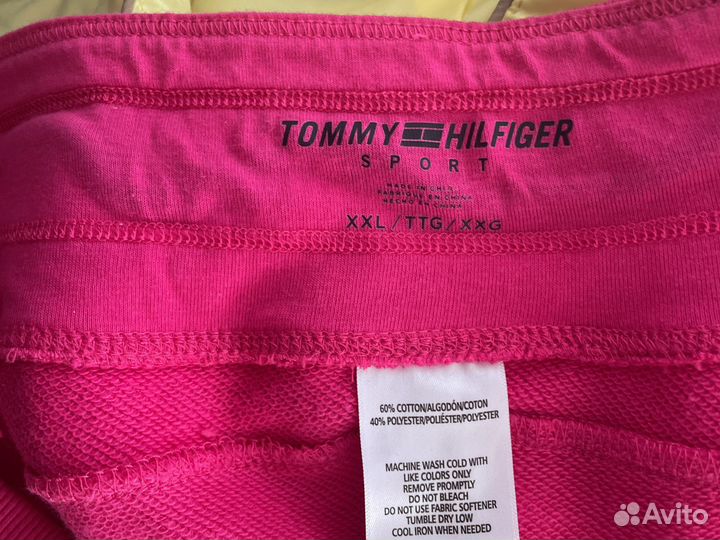 TOMMY HILFIGER
SPORT
MADE IN CHINA
FABRIQUÉ EN CHINA
HECHO EN CHINA
XXL/TTG/XXG
60% COTTON/ALGODÓN/COTON
40% POLYESTER/POLIÉSTER/POLYESTER
MACHINE WASH COLD WITH
LIKE COLORS ONLY
REMOVE PROMPTLY
DO NOT BLEACH
DO NOT USE FABRIC SOFTENER
TUMBLE DRY LOW
COOL IRON WHEN NEEDED
Avito